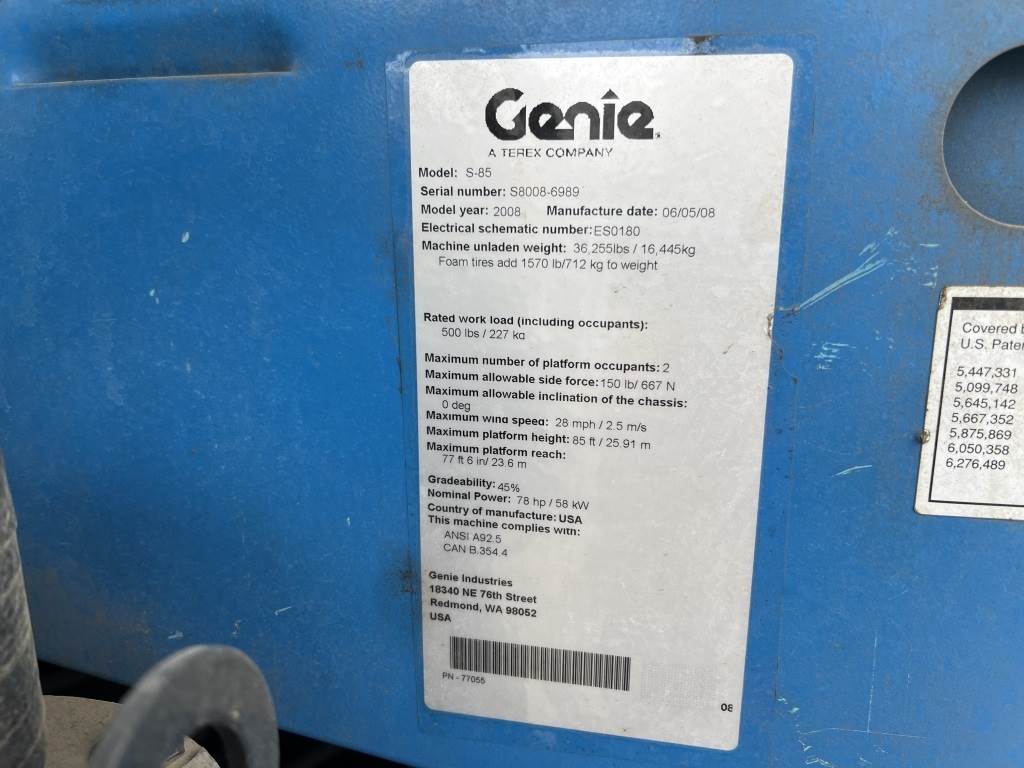 Genie
A TEREX COMPANY
Model: S-85
Serial number: S8008-6989
Model year: 2008 Manufacture date: 06/05/08
Electrical schematic number:ES0180
Machine unladen weight: 36,255lbs / 16,445kg
Foam tires add 1570 lb/712 kg to weight
Rated work load (including occupants):
500 lbs / 227 kg
Maximum number of platform occupants: 2
Maximum allowable side force:150 lb/ 667 N
Maximum allowable inclination of the chassis:
0 deg
Maximum wind speed: 28 mph / 2.5 m/s
Maximum platform height: 85 ft / 25.91 m
Maximum platform reach:
77 ft 6 in/ 23.6 m
Gradeability: 45%
Nominal Power: 78 hp / 58 kW
Country of manufacture: USA
This machine complies with:
ANSI A92.5
CAN B.354.4
Genie Industries
18340 NE 76th Street
Redmond, WA 98052
USA
PN - 77055
08
Covered
U.S.
5,447,331
5,099,748
5,645,142
5,667,352
5,875,869
6,050,358
6,276,489